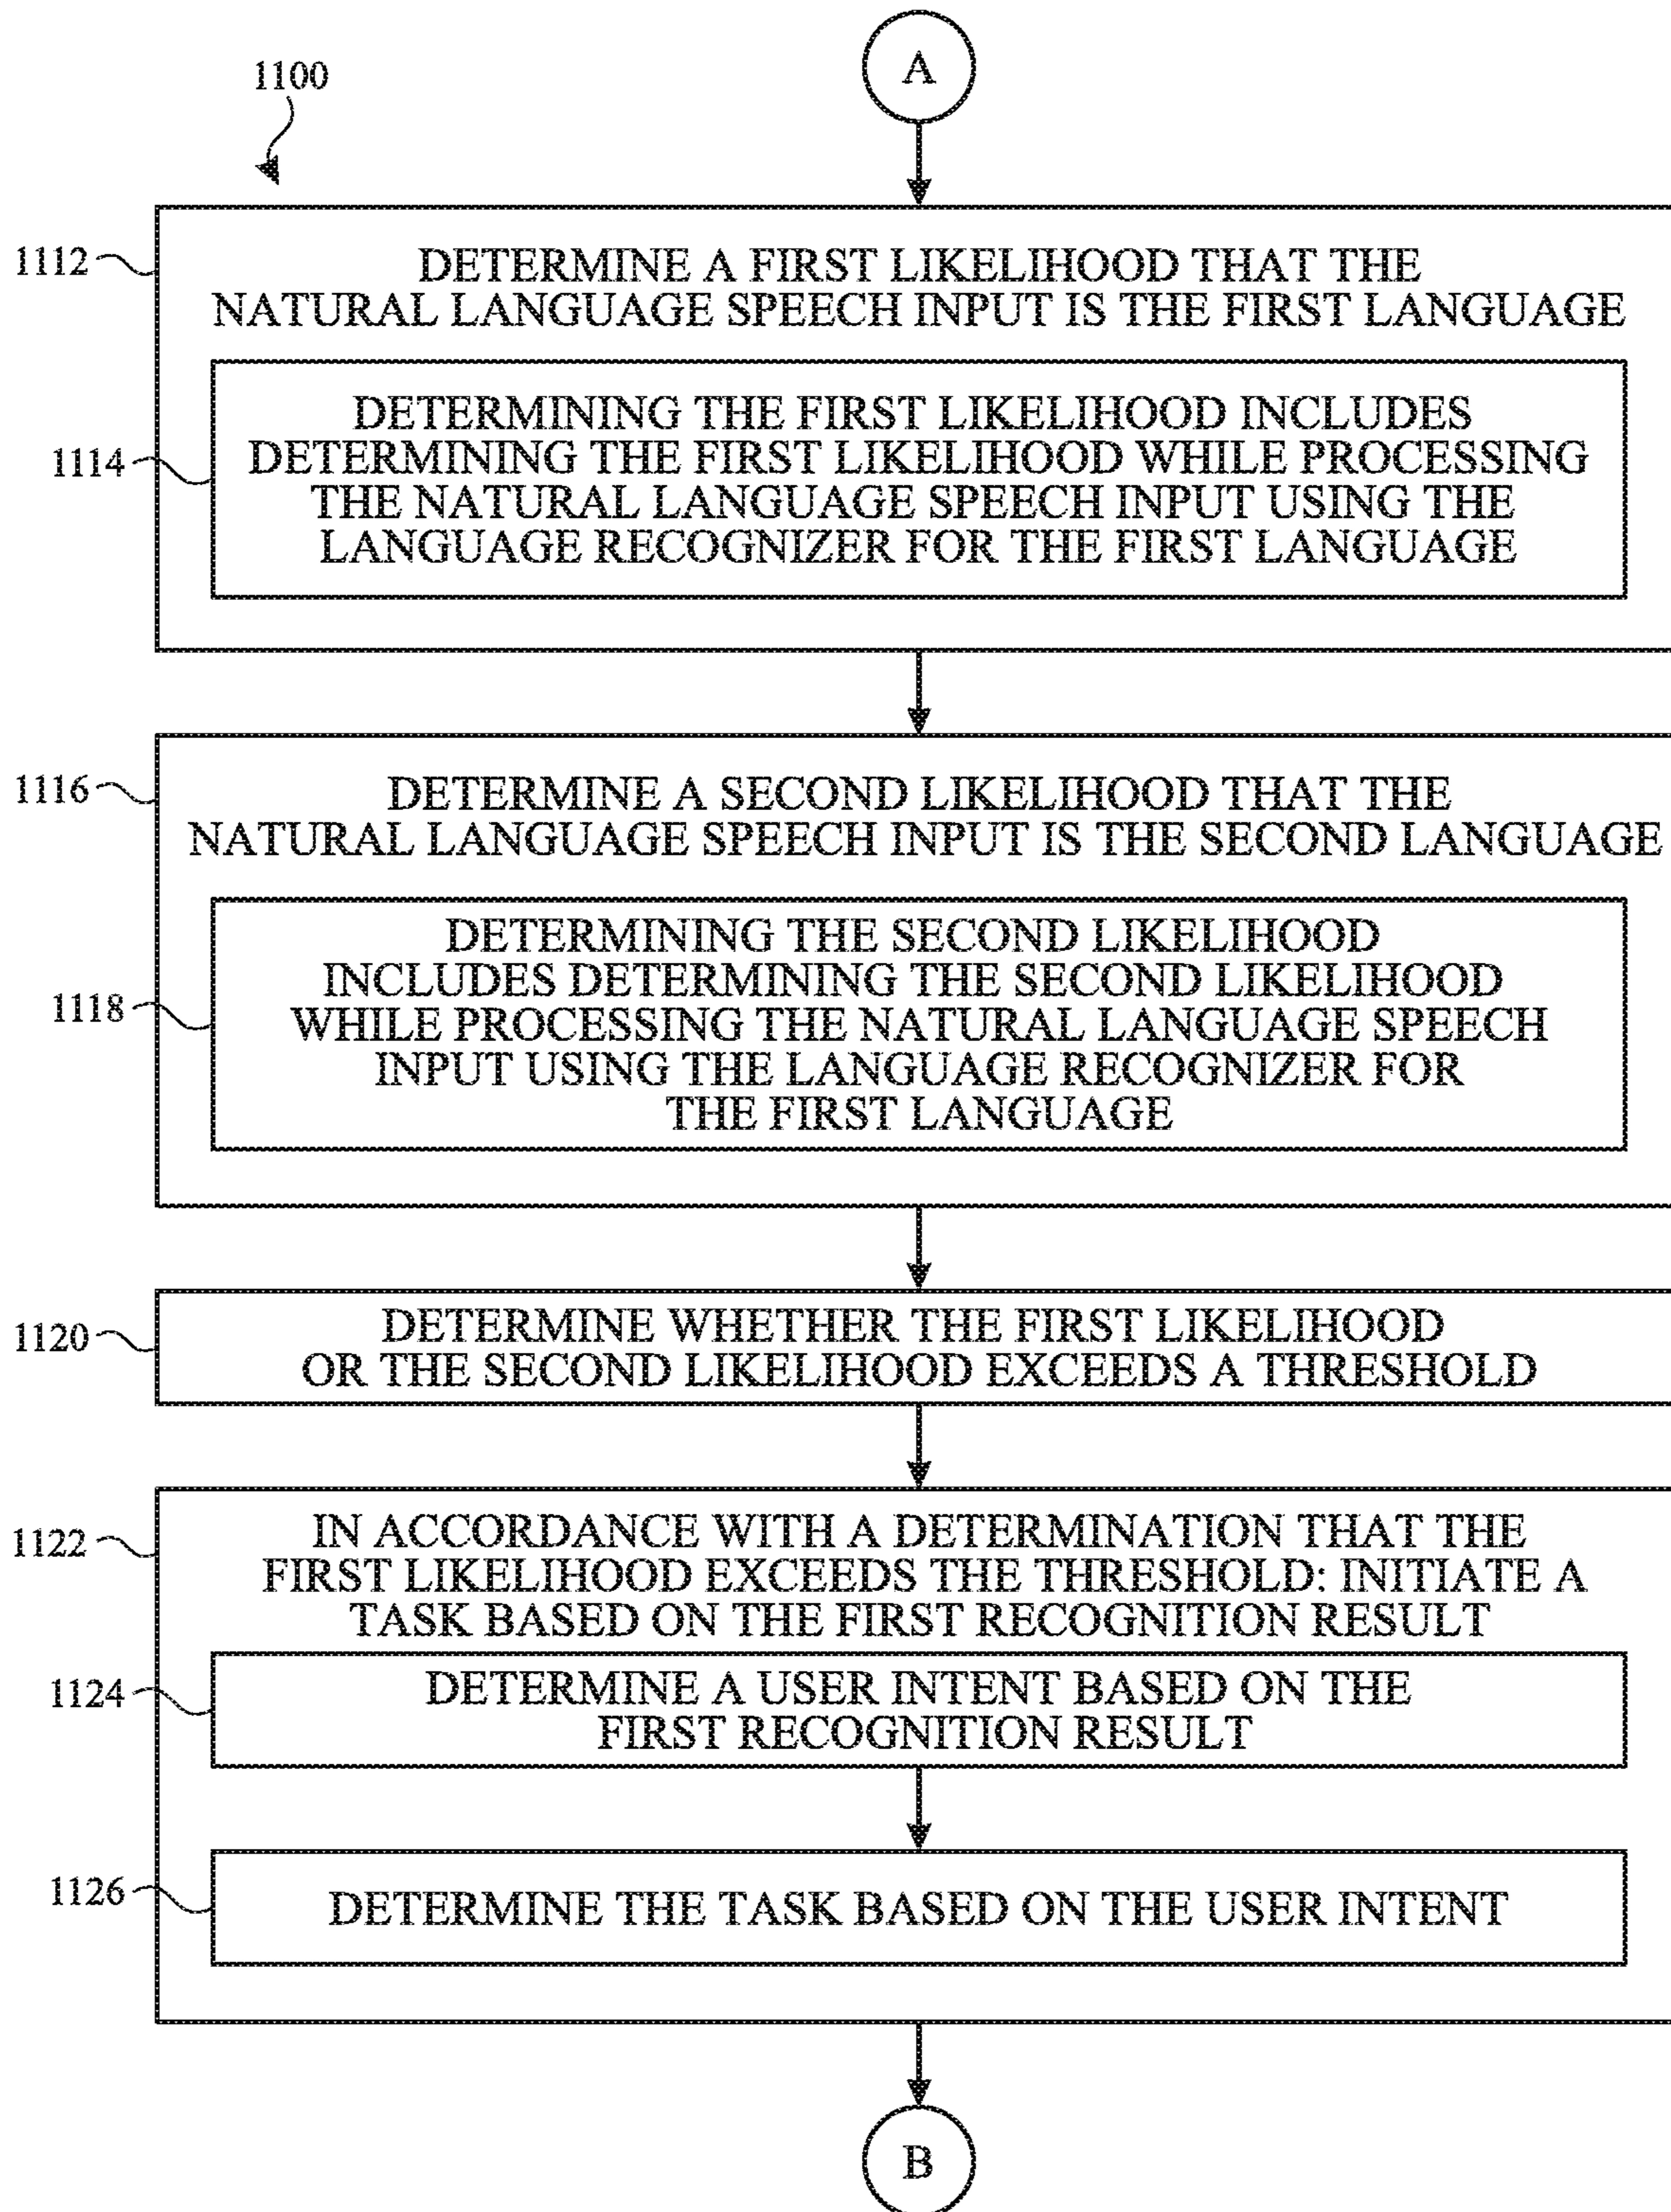 A
1100
1112
DETERMINE A FIRST LIKELIHOOD THAT THE
NATURAL LANGUAGE SPEECH INPUT IS THE FIRST LANGUAGE
1114
DETERMINING THE FIRST LIKELIHOOD INCLUDES
DETERMINING THE FIRST LIKELIHOOD WHILE PROCESSING
THE NATURAL LANGUAGE SPEECH INPUT USING THE
LANGUAGE RECOGNIZER FOR THE FIRST LANGUAGE
1116
DETERMINE A SECOND LIKELIHOOD THAT THE
NATURAL LANGUAGE SPEECH INPUT IS THE SECOND LANGUAGE
1118
DETERMINING THE SECOND LIKELIHOOD
INCLUDES DETERMINING THE SECOND LIKELIHOOD
WHILE PROCESSING THE NATURAL LANGUAGE SPEECH
INPUT USING THE LANGUAGE RECOGNIZER FOR
THE FIRST LANGUAGE
1120
DETERMINE WHETHER THE FIRST LIKELIHOOD
OR THE SECOND LIKELIHOOD EXCEEDS A THRESHOLD
1122
IN ACCORDANCE WITH A DETERMINATION THAT THE
FIRST LIKELIHOOD EXCEEDS THE THRESHOLD: INITIATE A
TASK BASED ON THE FIRST RECOGNITION RESULT
1124
DETERMINE A USER INTENT BASED ON THE
FIRST RECOGNITION RESULT
1126
DETERMINE THE TASK BASED ON THE USER INTENT
B